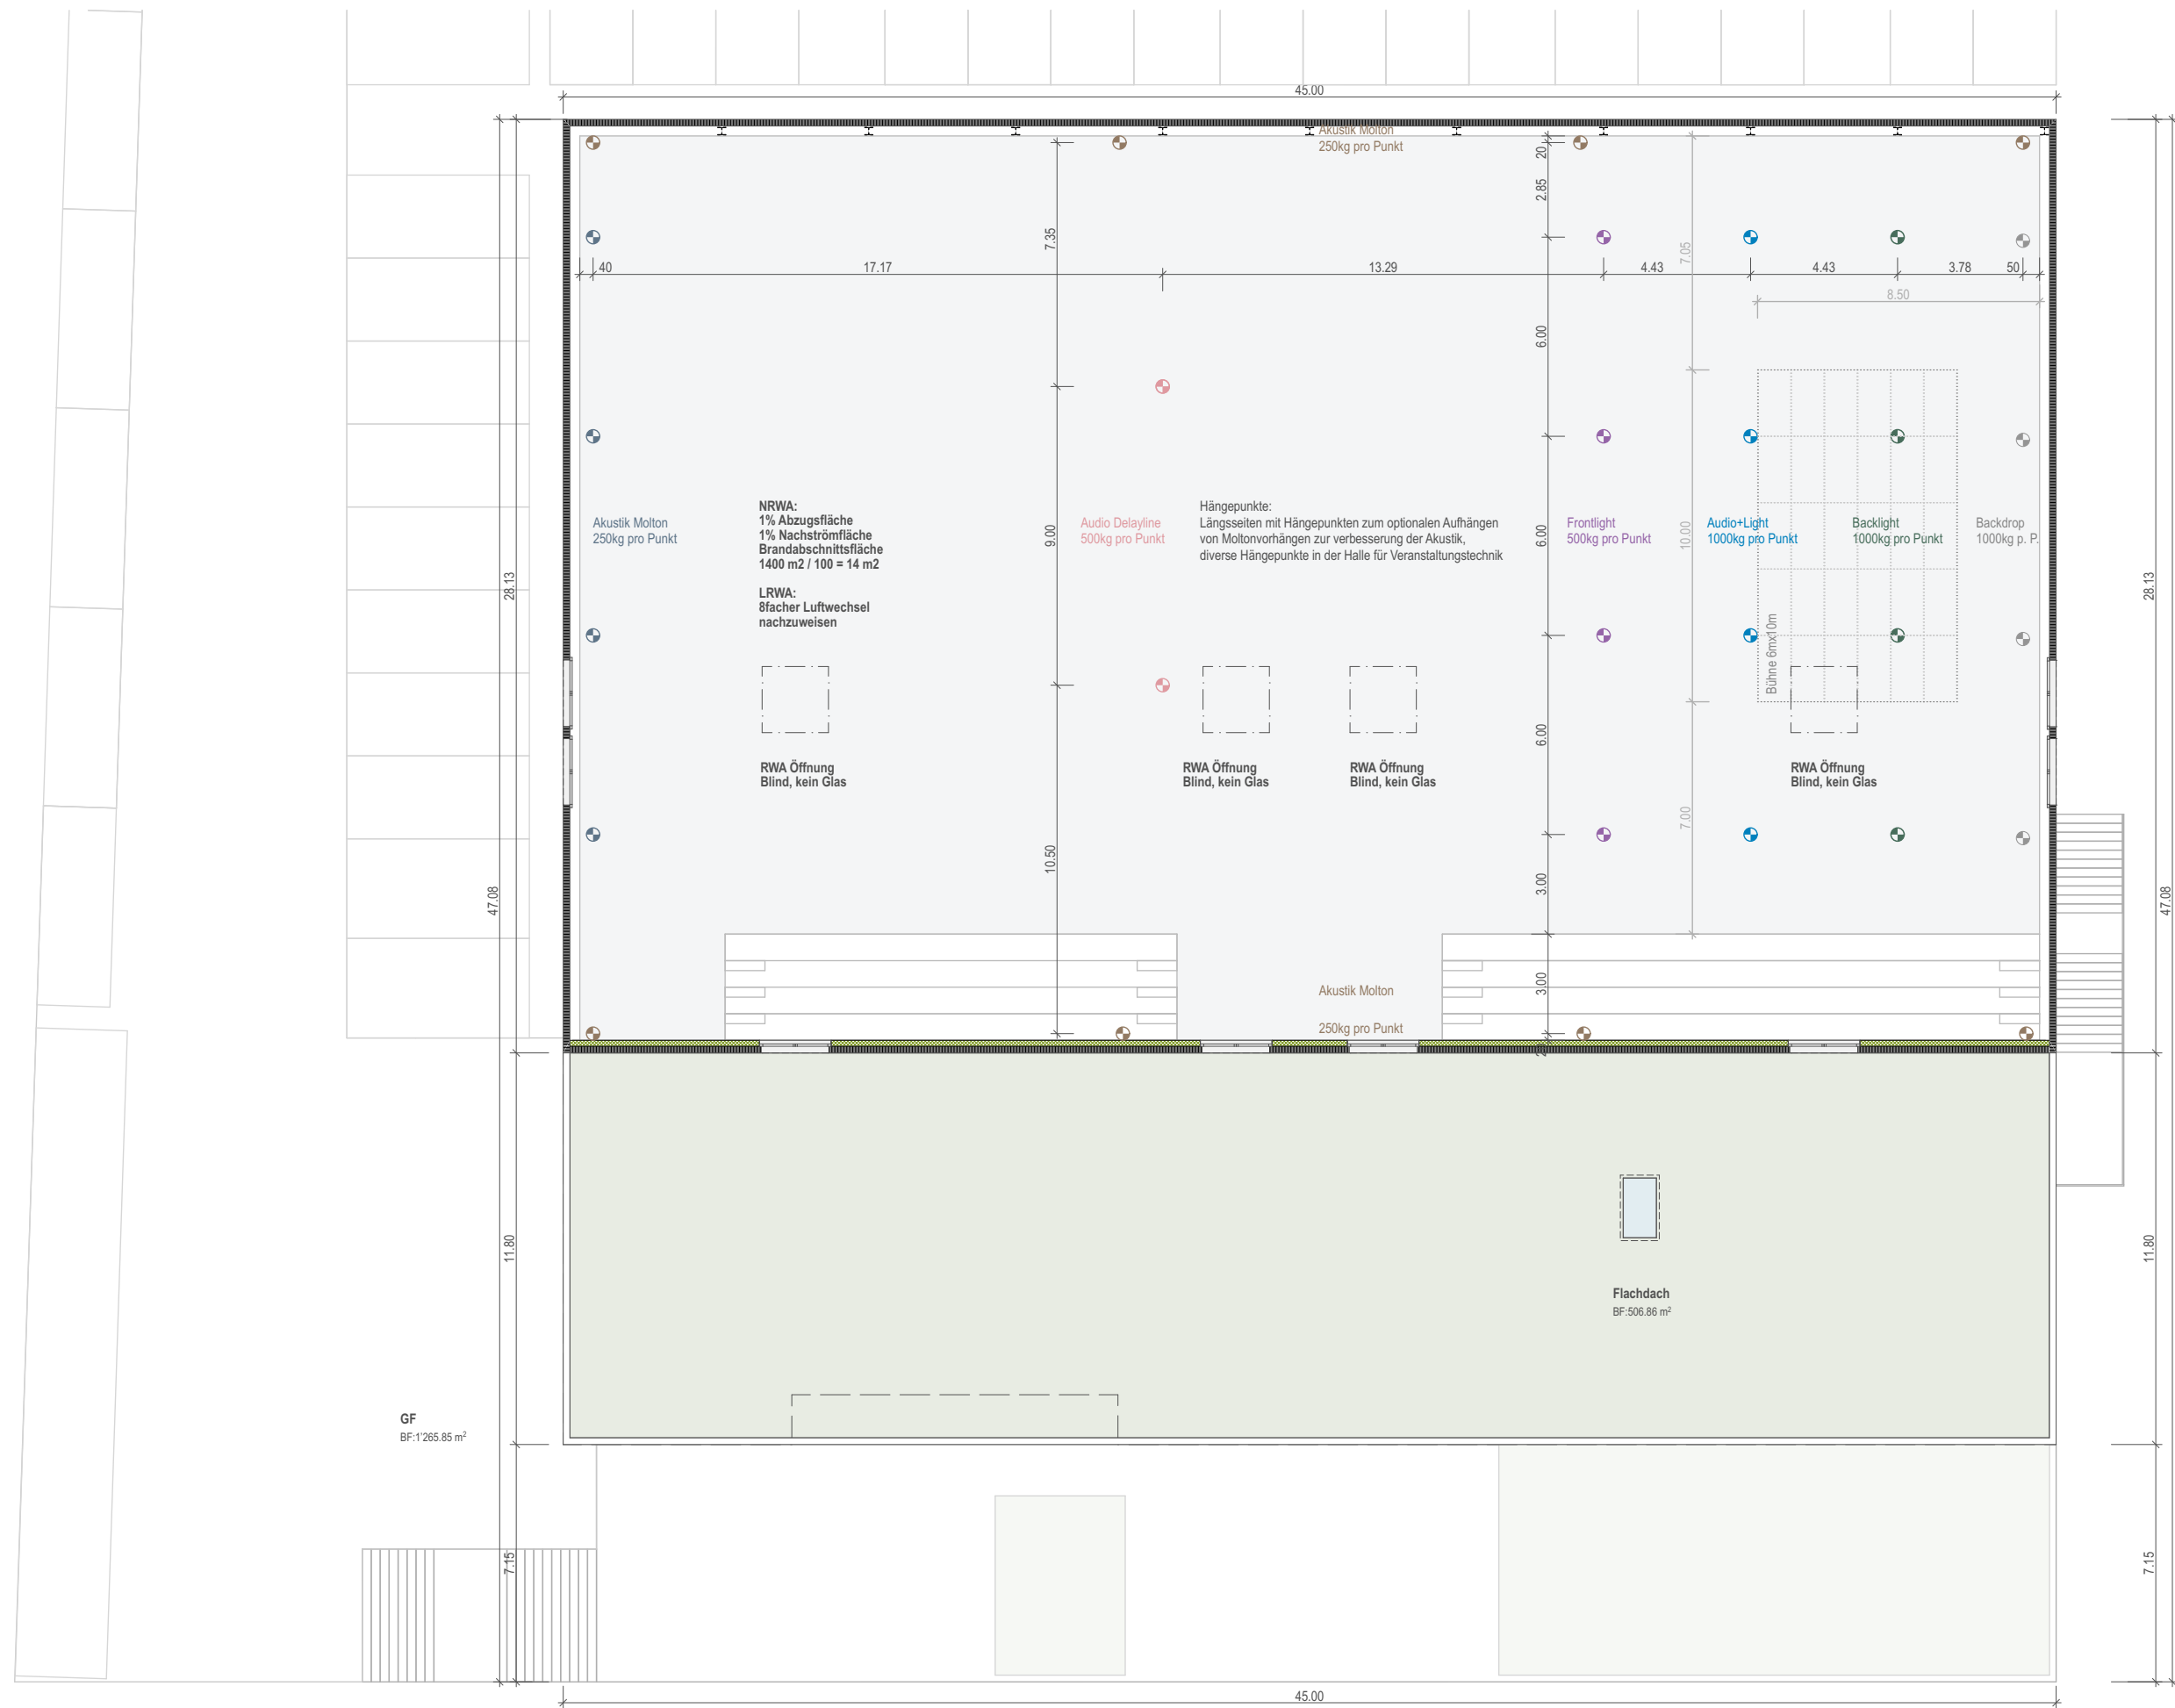 45.00
Akustik Molton
250kg pro Punkt
20
2.85
7.35
7.05
40
17.17
13.29
4.43
4.43
3.78
50
8.50
6.00
NRWA:
1% Abzugsfläche
1% Nachströmfläche
Brandabschnittsfläche
1400 m2 / 100 = 14 m2
LRWA:
8facher Luftwechsel
nachzuweisen
Hängepunkte:
Längsseiten mit Hängepunkten zum optionalen Aufhängen
von Moltonvorhängen zur verbesserung der Akustik,
diverse Hängepunkte in der Halle für Veranstaltungstechnik
Akustik Molton
250kg pro Punkt
Audio Delayline
500kg pro Punkt
Frontlight
500kg pro Punkt
Audio+Light
1000kg pro Punkt
Backlight
1000kg pro Punkt
Backdrop
1000kg p. P.
9.00
6.00
10.00
28.13
28.13
Bühne 6mx10m
6.00
RWA Öffnung
Blind, kein Glas
RWA Öffnung
Blind, kein Glas
RWA Öffnung
Blind, kein Glas
RWA Öffnung
Blind, kein Glas
7.00
10.50
3.00
47.08
47.08
3.00
Akustik Molton
250kg pro Punkt
11.80
11.80
Flachdach
BF:506.86 m²
GF
BF:1'265.85 m²
7.15
7.15
45.00